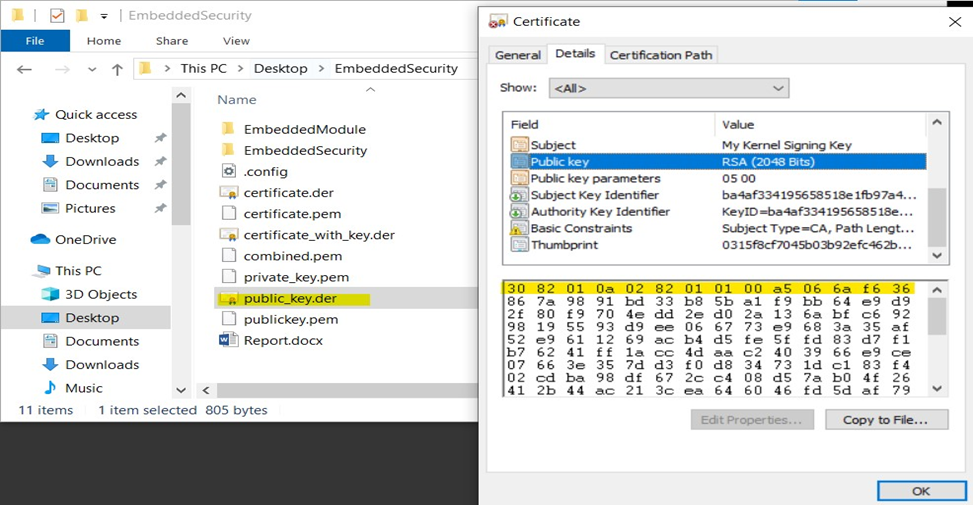 EmbeddedSecurity
File Home Share View
This PC > Desktop > EmbeddedSecurity
Quick access
Desktop
Downloads
Documents
Pictures
OneDrive
This PC
3D Objects
Desktop
Documents
Downloads
Music
Name
EmbeddedModule
EmbeddedSecurity
.config
certificate.der
certificate.pem
certificate_with_key.der
combined.pem
private_key.pem
public_key.der
publickey.pem
Report.docx
11 items 1 item selected 805 bytes
Certificate
General Details Certification Path
Show: <All>
Field Value
Subject My Kernel Signing Key
Public key RSA (2048 Bits)
Public key parameters 05 00
Subject Key Identifier ba4af334195658518e1fb97a4...
Authority Key Identifier KeyID=ba4af334195658518e...
Basic Constraints Subject Type=CA, Path Lengt...
Thumbprint 0315f8cf7045b03b92efc462b...
30 82 01 0a 02 82 01 01 00 a5 06 6a f6 36
86 7a 98 91 bd 33 b8 5b a1 f9 bb 64 e9 d9
2f 80 f9 70 4e dd 2e d0 2a 13 6a bf c6 92
98 19 55 93 d9 ee 06 67 73 e9 68 3a 35 af
52 e9 61 12 69 ac b4 d5 fe 5f fd 83 d7 f1
b7 62 41 ff 1a cc 4d aa c2 40 39 66 e9 ce
07 66 3e 35 7d d3 f0 d8 34 73 1d c1 83 f4
02 cd ba 98 df 67 2c c4 08 d5 7a b0 4f 26
41 2b 44 ac 21 3c ea 64 60 46 fd 5d af 79
Edit Properties... Copy to File...
OK